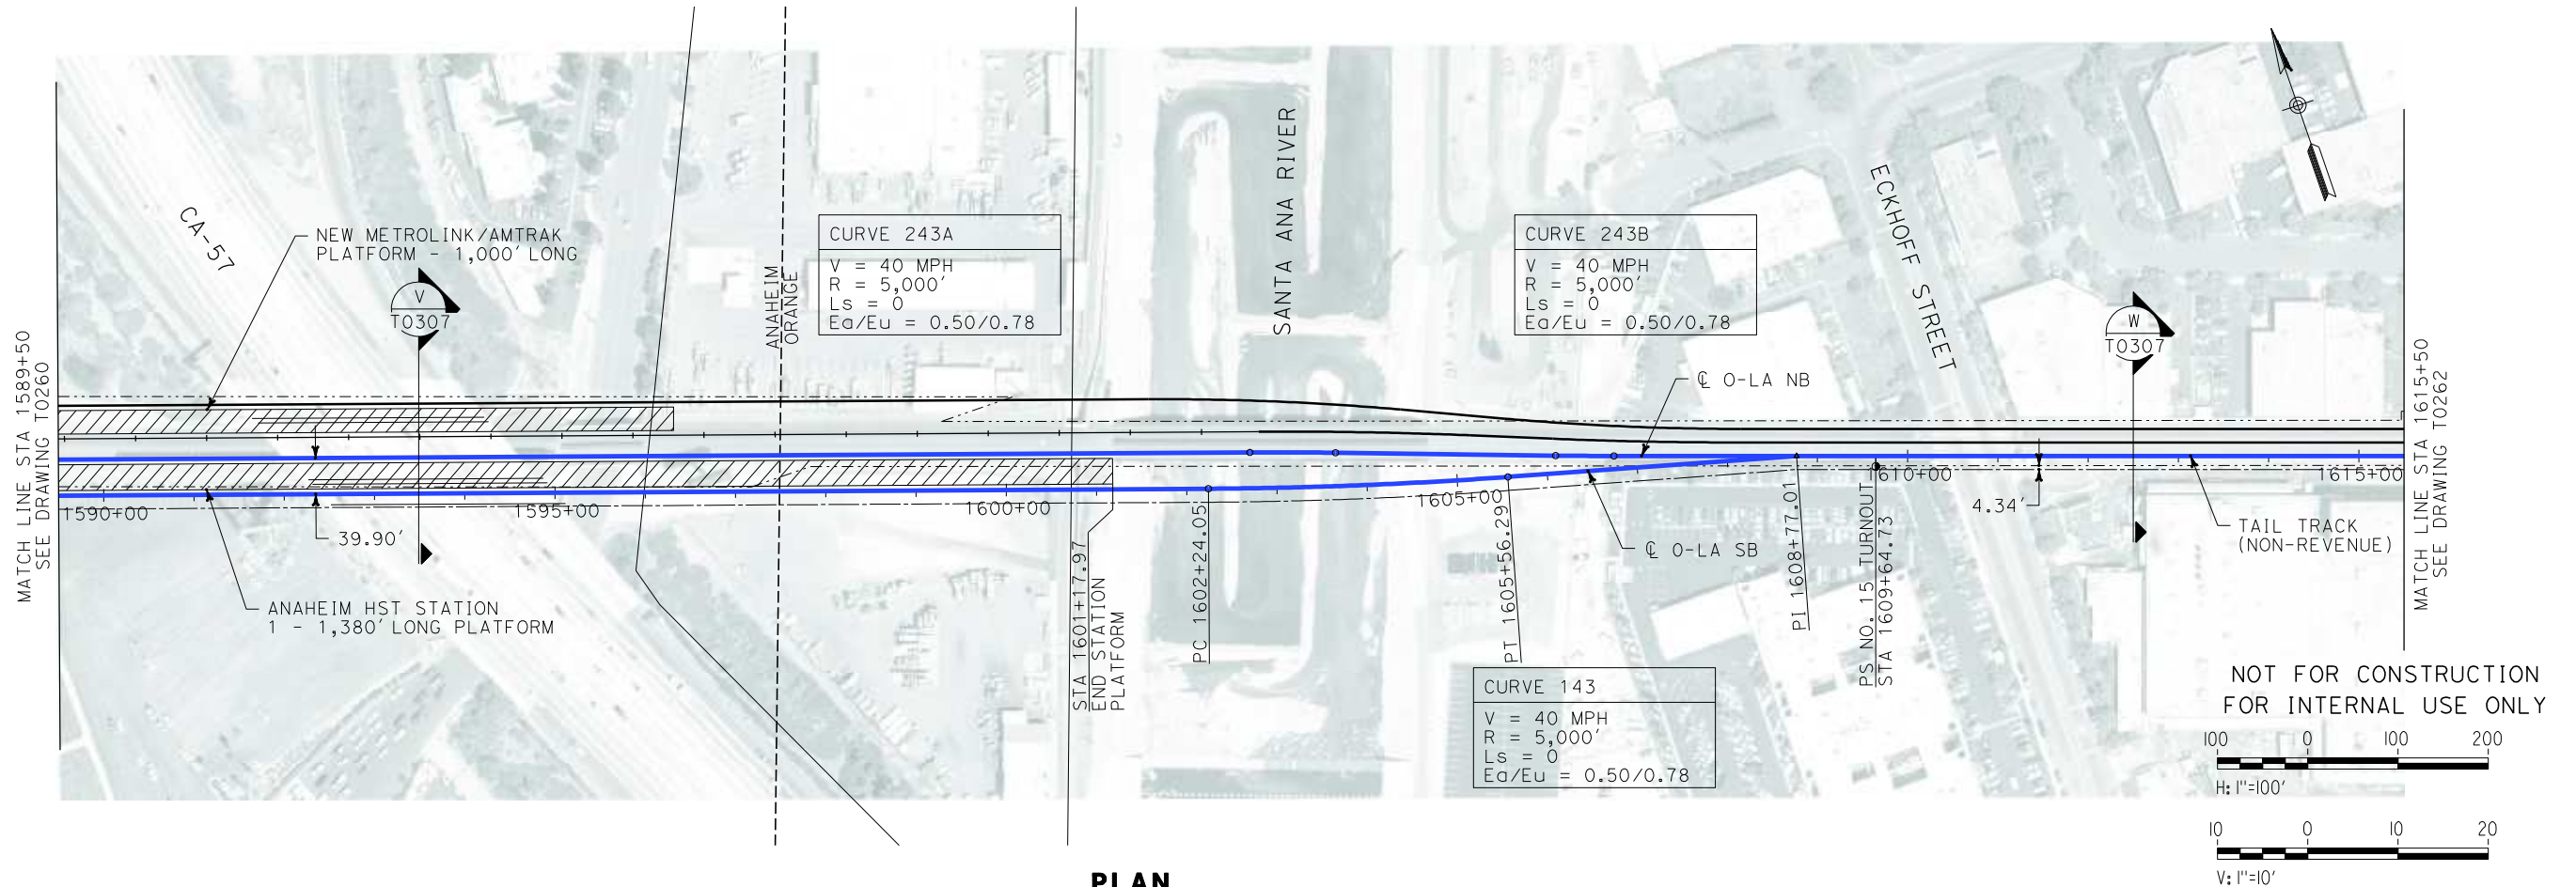 MATCH LINE STA 1589+50
SEE DRAWING T0260
CA-57
NEW METROLINK/AMTRAK
PLATFORM - 1,000' LONG
V
T0307
ANAHEIM
ORANGE
CURVE 243A
V = 40 MPH
R = 5,000'
Ls = 0
Ea/Eu = 0.50/0.78
SANTA ANA RIVER
CURVE 243B
V = 40 MPH
R = 5,000'
Ls = 0
Ea/Eu = 0.50/0.78
ECKHOFF STREET
W
T0307
℄ O-LA NB
1590+00
1595+00
1600+00
1605+00
1610+00
1615+00
39.90'
4.34'
ANAHEIM HST STATION
1 - 1,380' LONG PLATFORM
STA 1601+17.97
END STATION
PLATFORM
PC 1602+24.05
PT 1605+56.29
℄ O-LA SB
PI 1608+77.01
PS NO. 15 TURNOUT
STA 1609+64.73
TAIL TRACK
(NON-REVENUE)
MATCH LINE STA 1615+50
SEE DRAWING T0262
CURVE 143
V = 40 MPH
R = 5,000'
Ls = 0
Ea/Eu = 0.50/0.78
NOT FOR CONSTRUCTION
FOR INTERNAL USE ONLY
100 0 100 200
H: 1"=100'
10 0 10 20
V: 1"=10'
PLAN